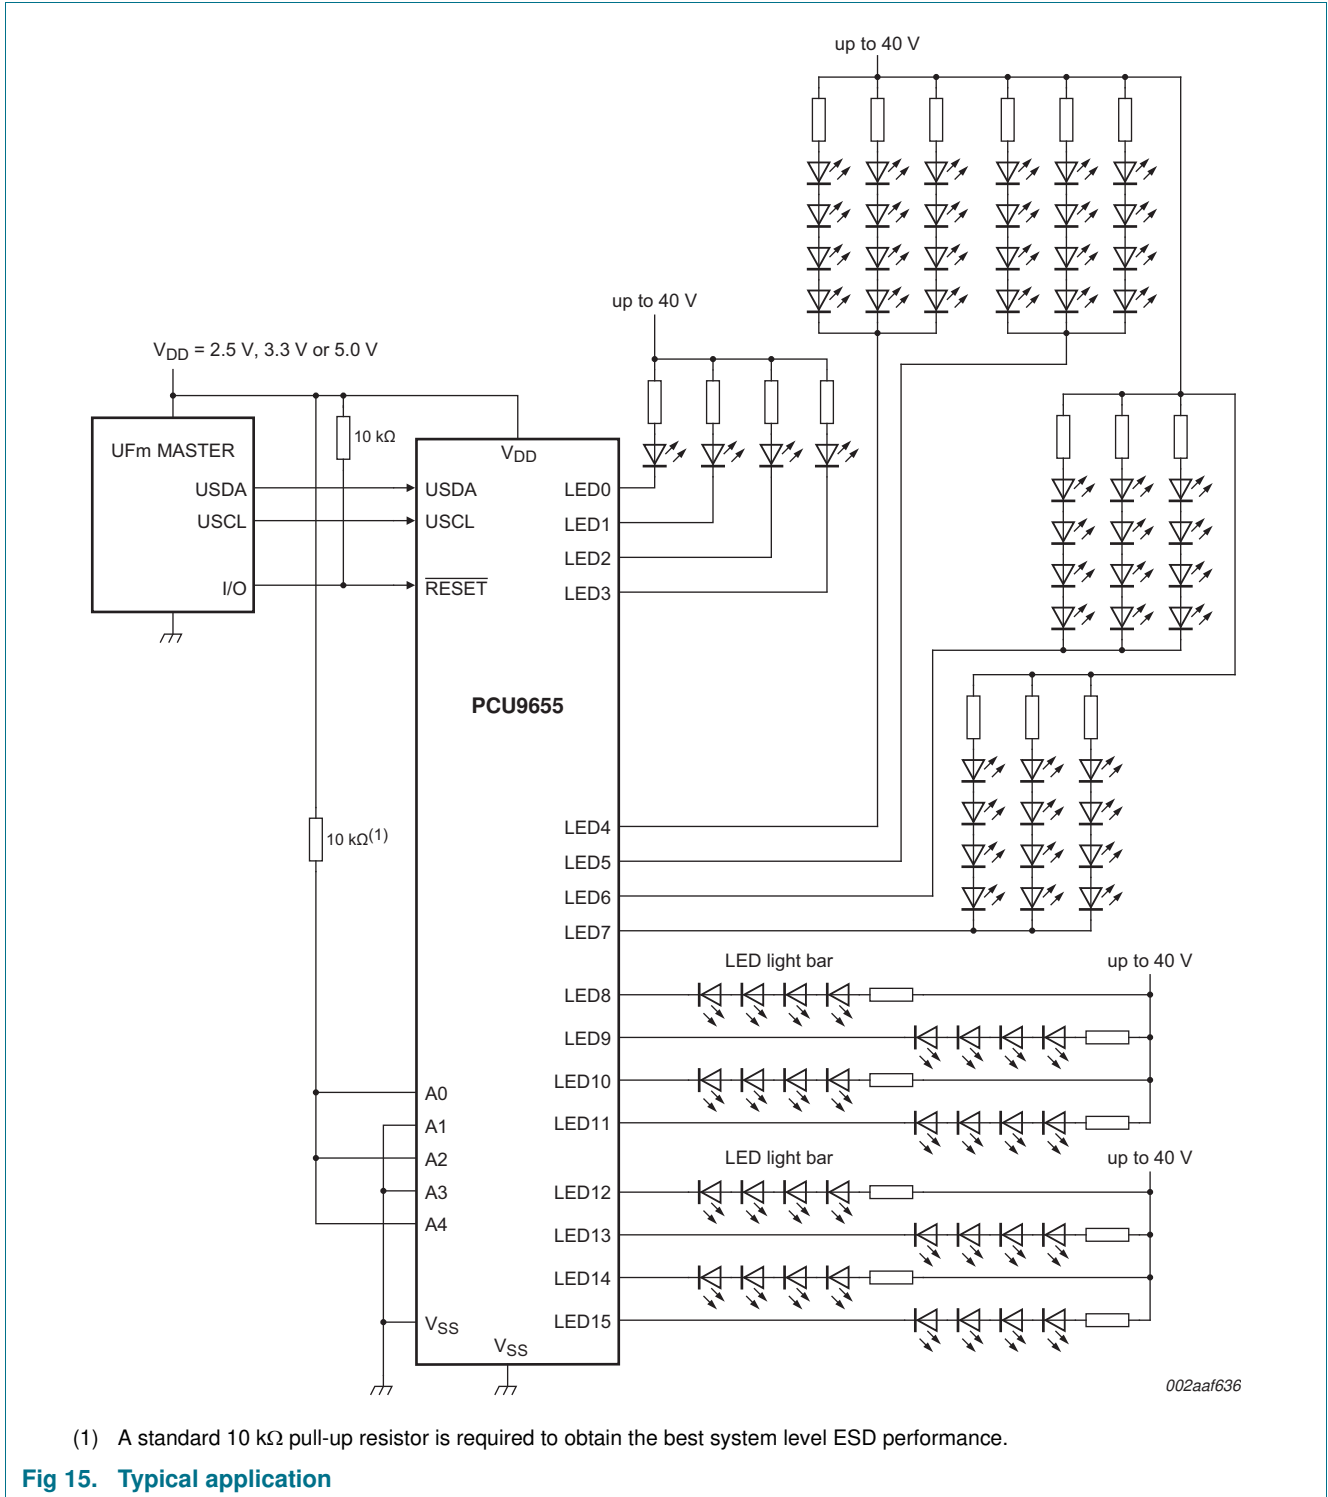 up to 40 V
up to 40 V
VDD = 2.5 V, 3.3 V or 5.0 V
10 kΩ
UFm MASTER
USDA
USCL
I/O
VDD
USDA
USCL
RESET
LED0
LED1
LED2
LED3
PCU9655
10 kΩ(1)
LED4
LED5
LED6
LED7
LED light bar
up to 40 V
LED8
LED9
LED10
LED11
A0
A1
A2
A3
A4
LED light bar
up to 40 V
LED12
LED13
LED14
LED15
VSS
VSS
002aaf636
(1) A standard 10 kΩ pull-up resistor is required to obtain the best system level ESD performance.
Fig 15. Typical application